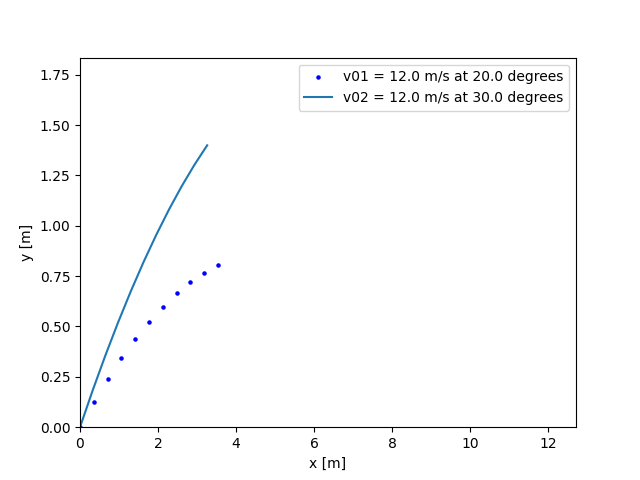 v01 = 12.0 m/s at 20.0 degrees
v02 = 12.0 m/s at 30.0 degrees
1.75
1.50
1.25
1.00
0.75
0.50
0.25
0.00
y [m]
0 2 4 6 8 10 12
x [m]